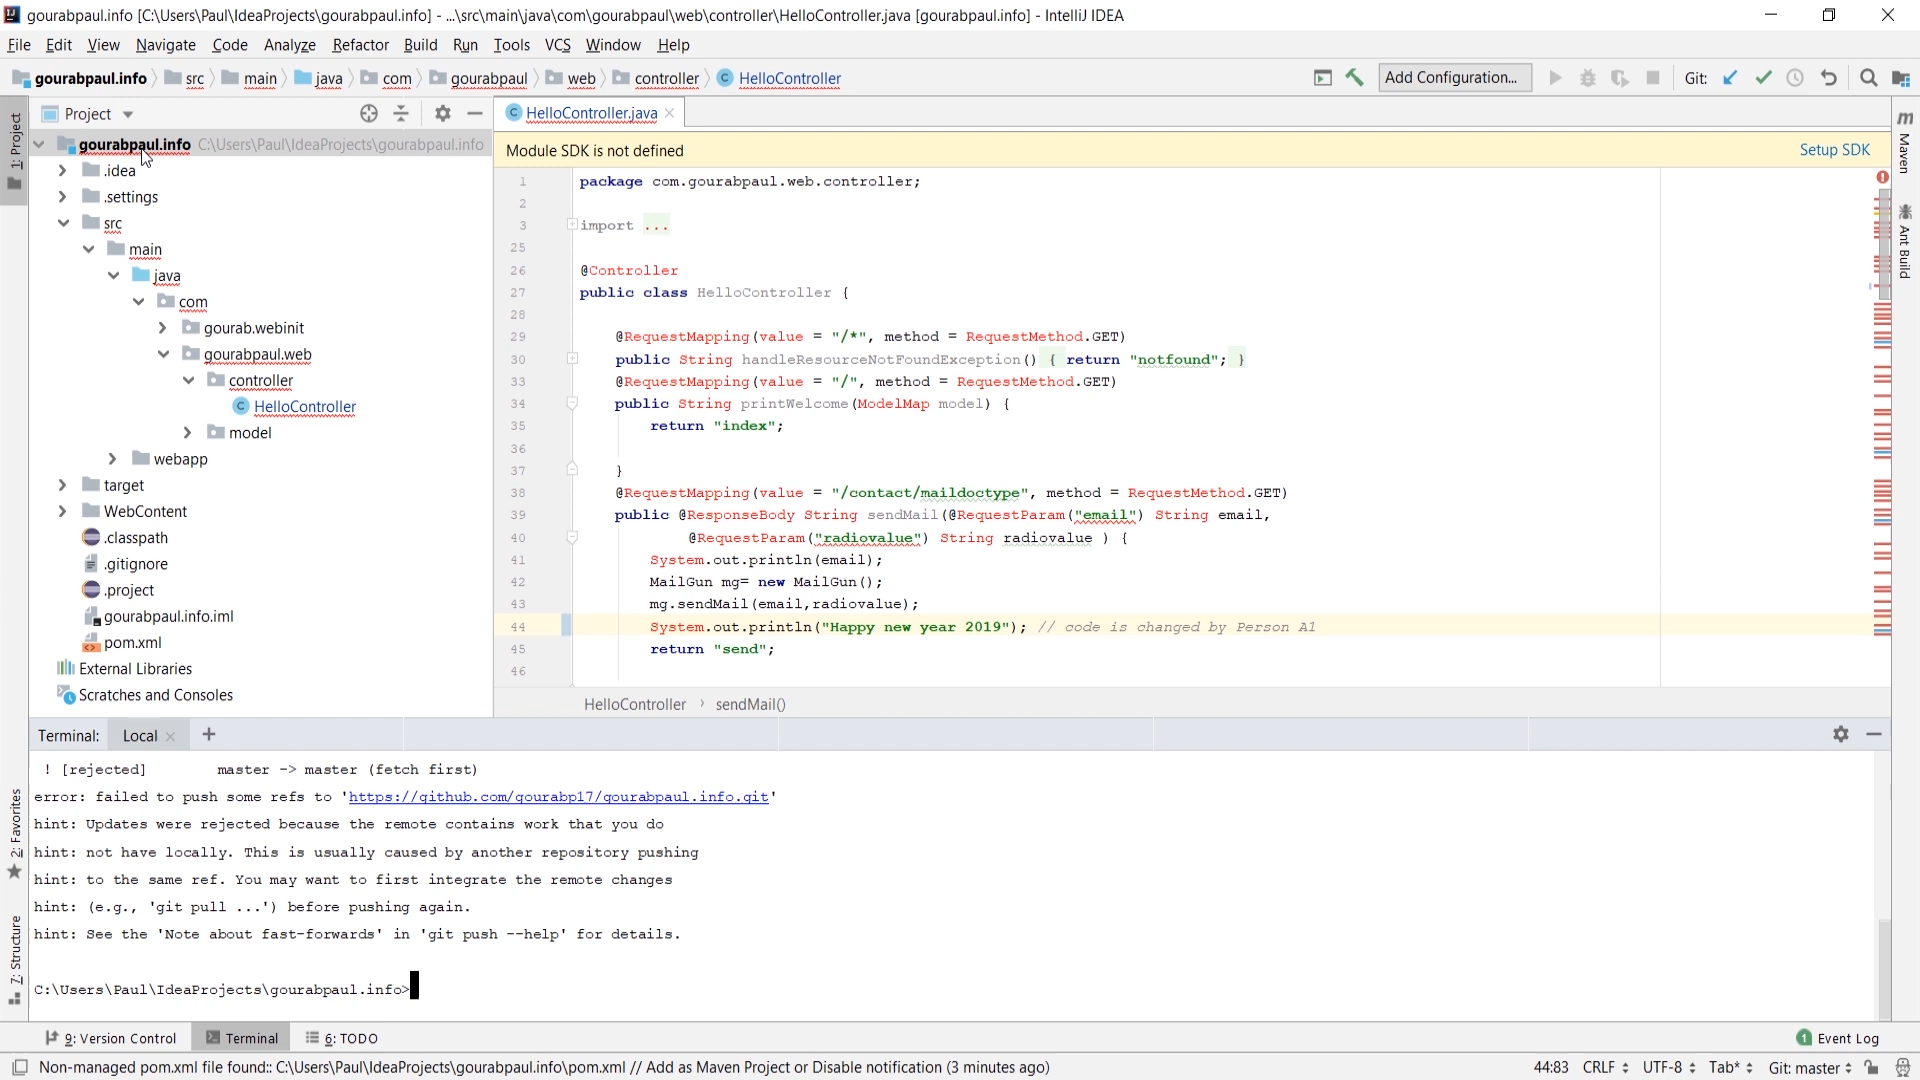 gourabpaul.info [C:\Users\Paul\IdeaProjects\gourabpaul.info] - ...\src\main\java\com\gourabpaul\web\controller\HelloController.java [gourabpaul.info] - IntelliJ IDEA
File Edit View Navigate Code Analyze Refactor Build Run Tools VCS Window Help
gourabpaul.info src main java com gourabpaul web controller HelloController Add Configuration... Git:
Project
HelloController.java
1: Project
gourabpaul.info C:\Users\Paul\IdeaProjects\gourabpaul.info
.idea
.settings
src
main
java
com
gourab.webinit
gourabpaul.web
controller
HelloController
model
webapp
target
WebContent
.classpath
.gitignore
.project
gourabpaul.info.iml
pom.xml
External Libraries
Scratches and Consoles
Module SDK is not defined Setup SDK
1 package com.gourabpaul.web.controller;
2
3 import ...
25
26 @Controller
27 public class HelloController {
28
29 @RequestMapping(value = "/*", method = RequestMethod.GET)
30 public String handleResourceNotFoundException() { return "notfound"; }
33 @RequestMapping(value = "/", method = RequestMethod.GET)
34 public String printWelcome(ModelMap model) {
35 return "index";
36
37 }
38 @RequestMapping(value = "/contact/maildoctype", method = RequestMethod.GET)
39 public @ResponseBody String sendMail(@RequestParam("email") String email,
40 @RequestParam("radiovalue") String radiovalue ) {
41 System.out.println(email);
42 MailGun mg= new MailGun();
43 mg.sendMail(email,radiovalue);
44 System.out.println("Happy new year 2019"); // code is changed by Person A1
45 return "send";
46
HelloController › sendMail()
Maven
Ant Build
Terminal: Local
! [rejected] master -> master (fetch first)
error: failed to push some refs to 'https://github.com/gourabp17/gourabpaul.info.git'
hint: Updates were rejected because the remote contains work that you do
hint: not have locally. This is usually caused by another repository pushing
hint: to the same ref. You may want to first integrate the remote changes
hint: (e.g., 'git pull ...') before pushing again.
hint: See the 'Note about fast-forwards' in 'git push --help' for details.
C:\Users\Paul\IdeaProjects\gourabpaul.info>
2: Favorites
7: Structure
9: Version Control Terminal 6: TODO 1 Event Log
Non-managed pom.xml file found:: C:\Users\Paul\IdeaProjects\gourabpaul.info\pom.xml // Add as Maven Project or Disable notification (3 minutes ago) 44:83 CRLF UTF-8 Tab* Git: master